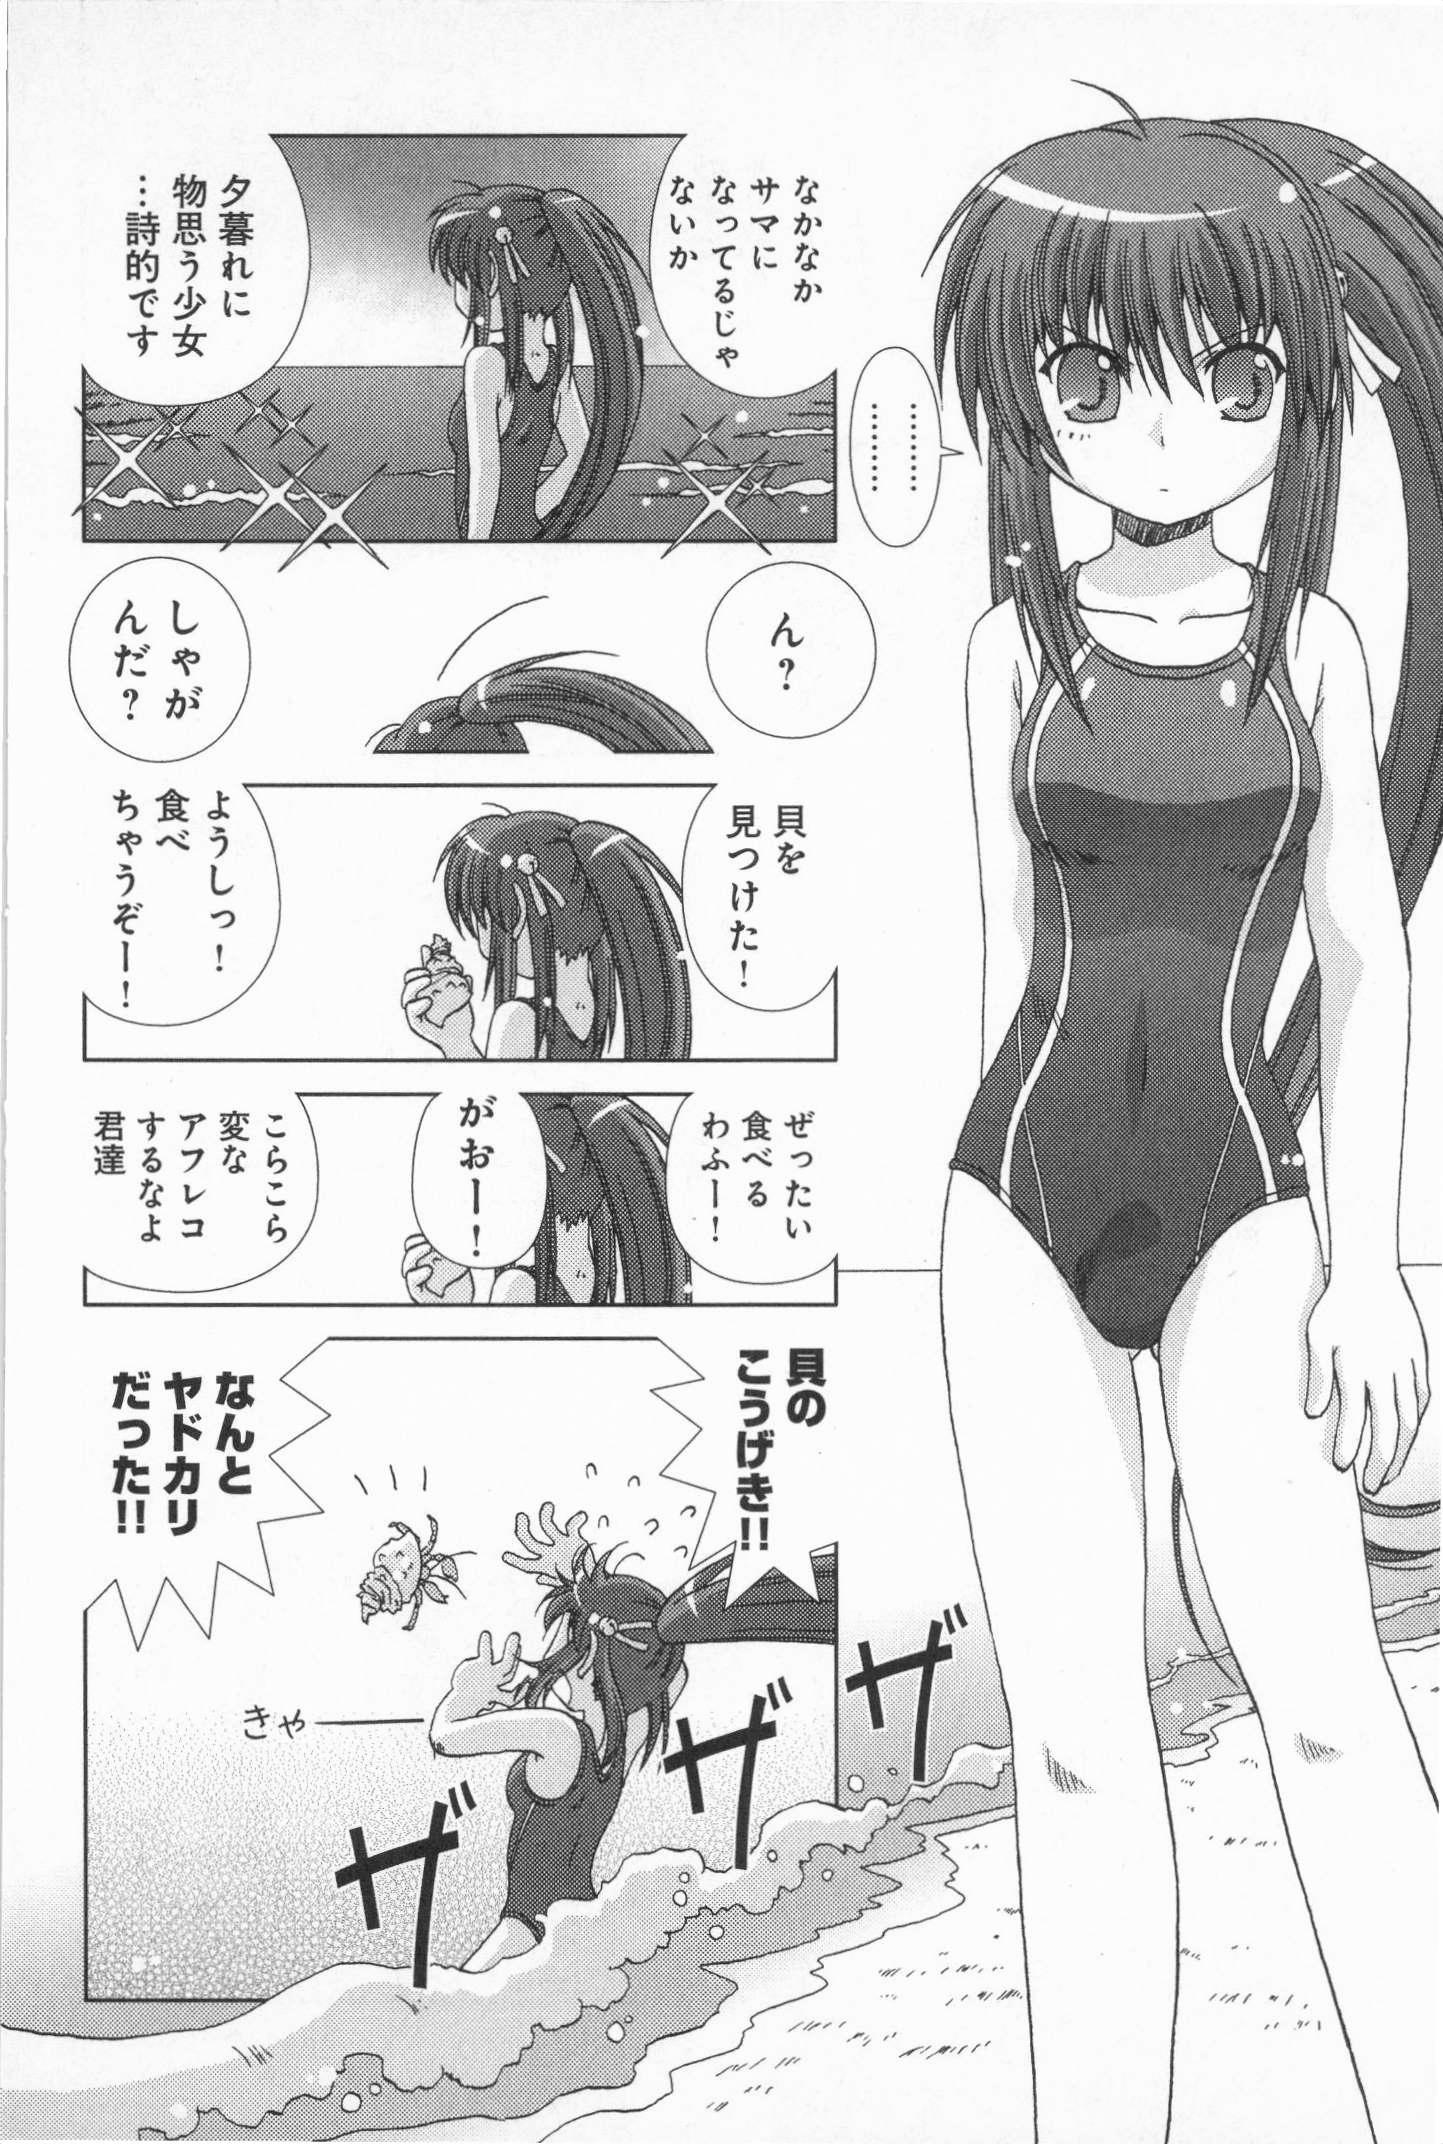 …………
…………
なかなか
サマに
なってるじゃ
ないか
夕暮れに
物思う少女
…詩的です
ん?
しゃが
んだ?
貝を
見つけた!
ようしっ!
食べ
ちゃうぞー!
ぜったい
食べる
わふー!
がおー!
こらこら
変な
アフレコ
するなよ
君達
貝の
こうげき!!
なんと
ヤドカリ
だった!!
きゃー
ザ
ザ
ザ